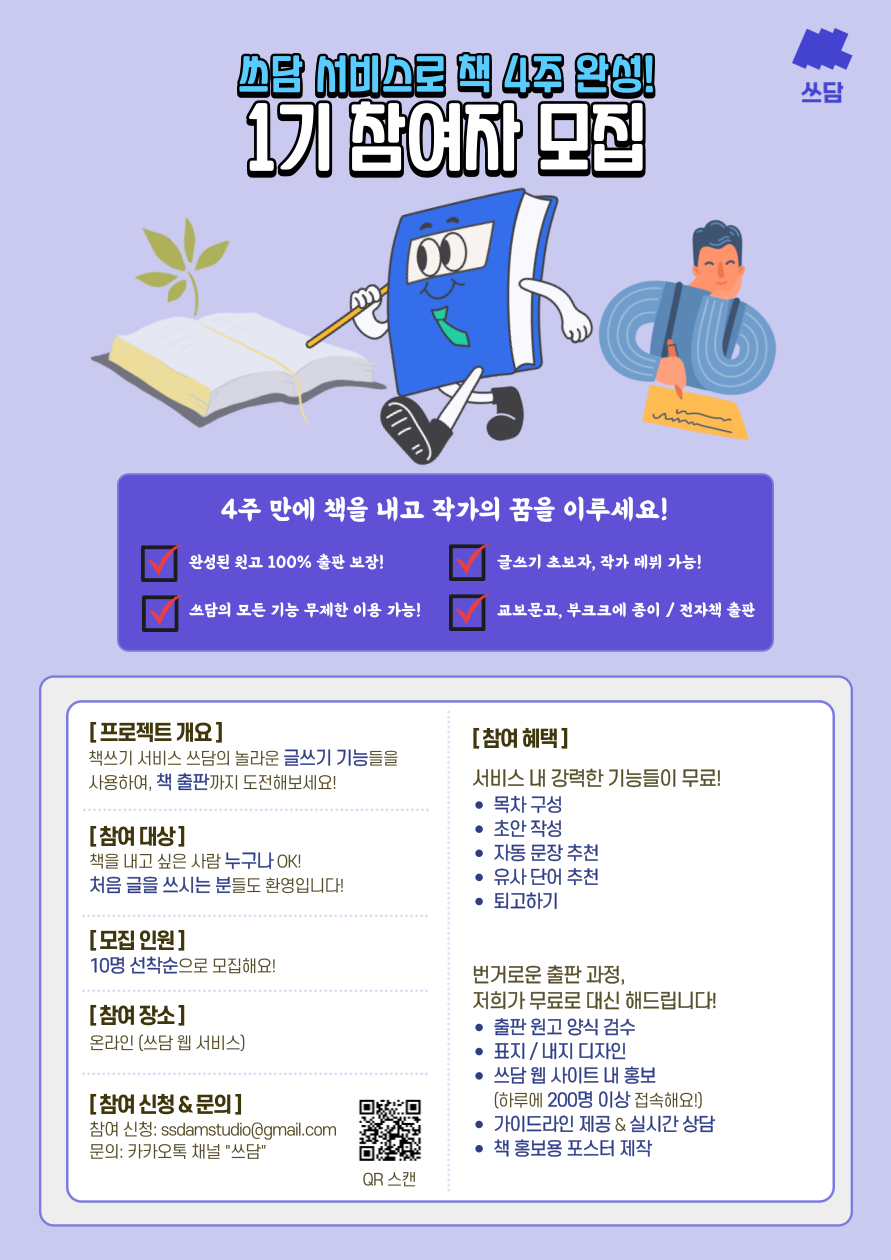 쓰담 서비스로 책 4주 완성!
1기 참여자 모집
쓰담
4주 만에 책을 내고 작가의 꿈을 이루세요!
완성된 원고 100% 출판 보장!
글쓰기 초보자, 작가 데뷔 가능!
쓰담의 모든 기능 무제한 이용 가능!
교보문고, 부크크에 종이 / 전자책 출판
[ 프로젝트 개요 ]
책쓰기 서비스 쓰담의 놀라운 글쓰기 기능들을
사용하여, 책 출판까지 도전해보세요!
[ 참여 대상 ]
책을 내고 싶은 사람 누구나 OK!
처음 글을 쓰시는 분들도 환영입니다!
[ 모집 인원 ]
10명 선착순으로 모집해요!
[ 참여 장소 ]
온라인 (쓰담 웹 서비스)
[ 참여 신청 & 문의 ]
참여 신청: ssdamstudio@gmail.com
문의: 카카오톡 채널 "쓰담"
QR 스캔
[ 참여 혜택 ]
서비스 내 강력한 기능들이 무료!
• 목차 구성
• 초안 작성
• 자동 문장 추천
• 유사 단어 추천
• 퇴고하기
번거로운 출판 과정,
저희가 무료로 대신 해드립니다!
• 출판 원고 양식 검수
• 표지 / 내지 디자인
• 쓰담 웹 사이트 내 홍보
(하루에 200명 이상 접속해요!)
• 가이드라인 제공 & 실시간 상담
• 책 홍보용 포스터 제작